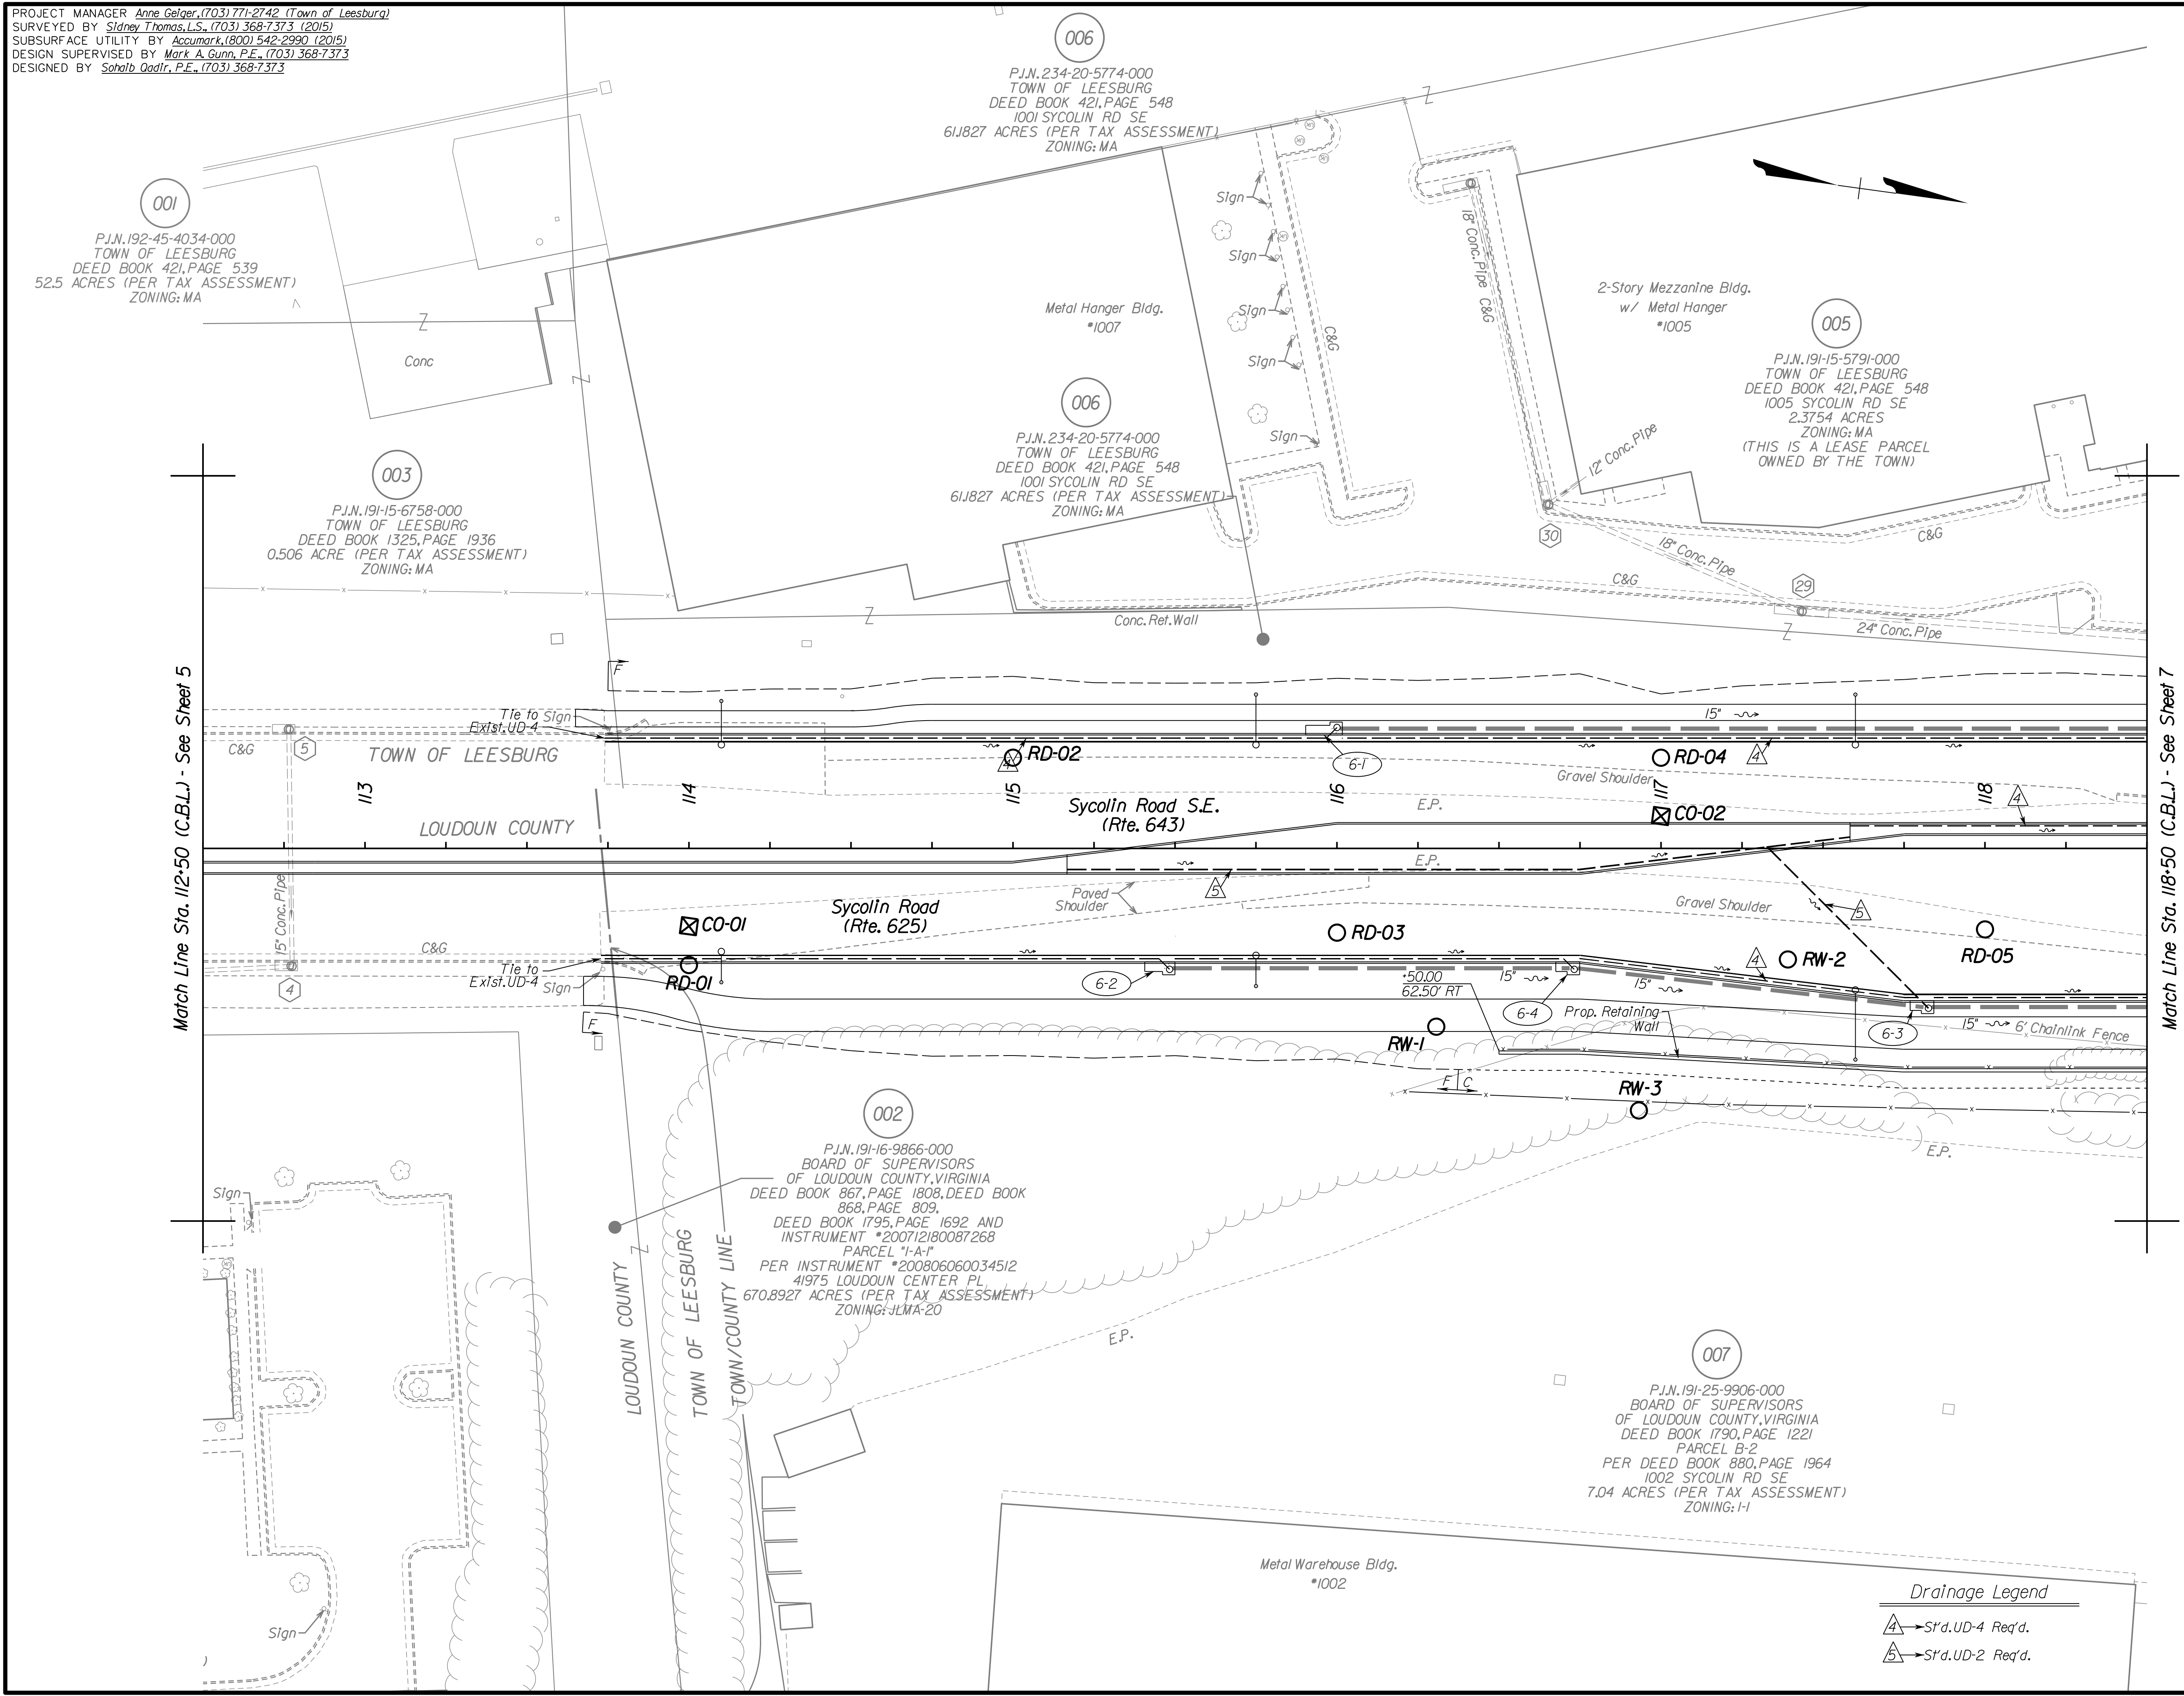 PROJECT MANAGER Anne Geiger, (703) 771-2742 (Town of Leesburg)
SURVEYED BY Sidney Thomas, L.S., (703) 368-7373 (2015)
SUBSURFACE UTILITY BY Accumark, (800) 542-2990 (2015)
DESIGN SUPERVISED BY Mark A. Gunn, P.E., (703) 368-7373
DESIGNED BY Sohaib Qadir, P.E., (703) 368-7373
006
P.I.N. 234-20-5774-000
TOWN OF LEESBURG
DEED BOOK 421, PAGE 548
1001 SYCOLIN RD SE
61.1827 ACRES (PER TAX ASSESSMENT)
ZONING: MA
001
P.I.N. 192-45-4034-000
TOWN OF LEESBURG
DEED BOOK 421, PAGE 539
52.5 ACRES (PER TAX ASSESSMENT)
ZONING: MA
Conc
Metal Hanger Bldg.
#1007
Sign
Sign
Sign
Sign
Sign
C&G
18" Conc. Pipe C&G
2-Story Mezzanine Bldg.
w/ Metal Hanger
#1005
005
P.I.N. 191-15-5791-000
TOWN OF LEESBURG
DEED BOOK 421, PAGE 548
1005 SYCOLIN RD SE
2.3754 ACRES
ZONING: MA
(THIS IS A LEASE PARCEL
OWNED BY THE TOWN)
12" Conc. Pipe
006
P.I.N. 234-20-5774-000
TOWN OF LEESBURG
DEED BOOK 421, PAGE 548
1001 SYCOLIN RD SE
61.1827 ACRES (PER TAX ASSESSMENT)
ZONING: MA
003
P.I.N. 191-15-6758-000
TOWN OF LEESBURG
DEED BOOK 1325, PAGE 1936
0.506 ACRE (PER TAX ASSESSMENT)
ZONING: MA
30
18" Conc. Pipe
C&G
C&G
29
24" Conc. Pipe
Conc. Ret. Wall
Match Line Sta. 112+50 (C.B.L.) - See Sheet 5
Match Line Sta. 118+50 (C.B.L.) - See Sheet 7
F
Tie to
Exist. UD-4
Sign
15"
C&G
5
TOWN OF LEESBURG
4
RD-02
6-1
RD-04
4
Gravel Shoulder
113
114
115
116
117
118
4
Sycolin Road S.E.
(Rte. 643)
E.P.
CO-02
LOUDOUN COUNTY
E.P.
15" Conc. Pipe
Paved
Shoulder
5
Gravel Shoulder
5
CO-01
Sycolin Road
(Rte. 625)
RD-03
RD-05
C&G
Tie to
Exist. UD-4
Sign
RD-01
4
6-2
+50.00
62.50' RT
15"
15"
4
RW-2
6-4
Prop. Retaining
Wall
6-3
15"
6' Chainlink Fence
F
RW-1
F
C
RW-3
E.P.
002
P.I.N. 191-16-9866-000
BOARD OF SUPERVISORS
OF LOUDOUN COUNTY, VIRGINIA
DEED BOOK 867, PAGE 1808, DEED BOOK
868, PAGE 809,
DEED BOOK 1795, PAGE 1692 AND
INSTRUMENT #200712180087268
PARCEL "1-A-1"
PER INSTRUMENT #200806060034512
41975 LOUDOUN CENTER PL
670.8927 ACRES (PER TAX ASSESSMENT)
ZONING: JLMA-20
Sign
LOUDOUN COUNTY
TOWN OF LEESBURG
TOWN/COUNTY LINE
E.P.
007
P.I.N. 191-25-9906-000
BOARD OF SUPERVISORS
OF LOUDOUN COUNTY, VIRGINIA
DEED BOOK 1790, PAGE 1221
PARCEL B-2
PER DEED BOOK 880, PAGE 1964
1002 SYCOLIN RD SE
7.04 ACRES (PER TAX ASSESSMENT)
ZONING: I-1
Metal Warehouse Bldg.
#1002
Sign
Drainage Legend
4 St'd. UD-4 Req'd.
5 St'd. UD-2 Req'd.